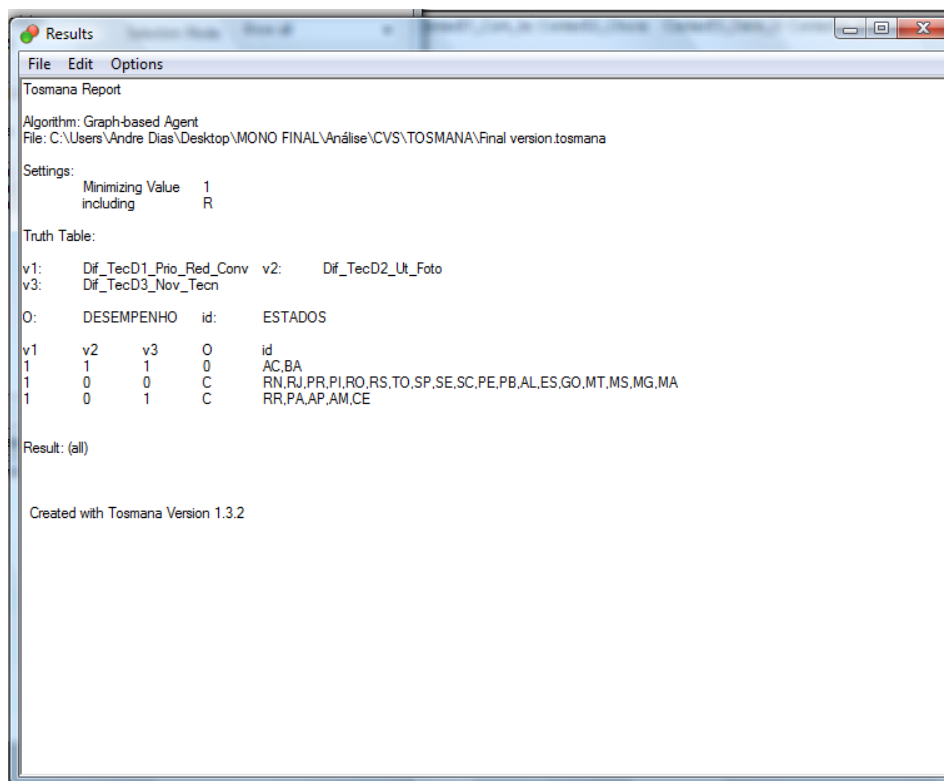 Results
File Edit Options
Tosmana Report
Algorithm: Graph-based Agent
File: C:\Users\Andre Dias\Desktop\MONO FINAL\Análise\CVS\TOSMANA\Final version.tosmana
Settings:
Minimizing Value 1
including R
Truth Table:
v1: Dif_TecD1_Prio_Red_Conv v2: Dif_TecD2_Ut_Foto
v3: Dif_TecD3_Nov_Tecn
O: DESEMPENHO id: ESTADOS
v1 v2 v3 O id
1 1 1 0 AC,BA
1 0 0 C RN,RJ,PR,PI,RO,RS,TO,SP,SE,SC,PE,PB,AL,ES,GO,MT,MS,MG,MA
1 0 1 C RR,PA,AP,AM,CE
Result: (all)
Created with Tosmana Version 1.3.2